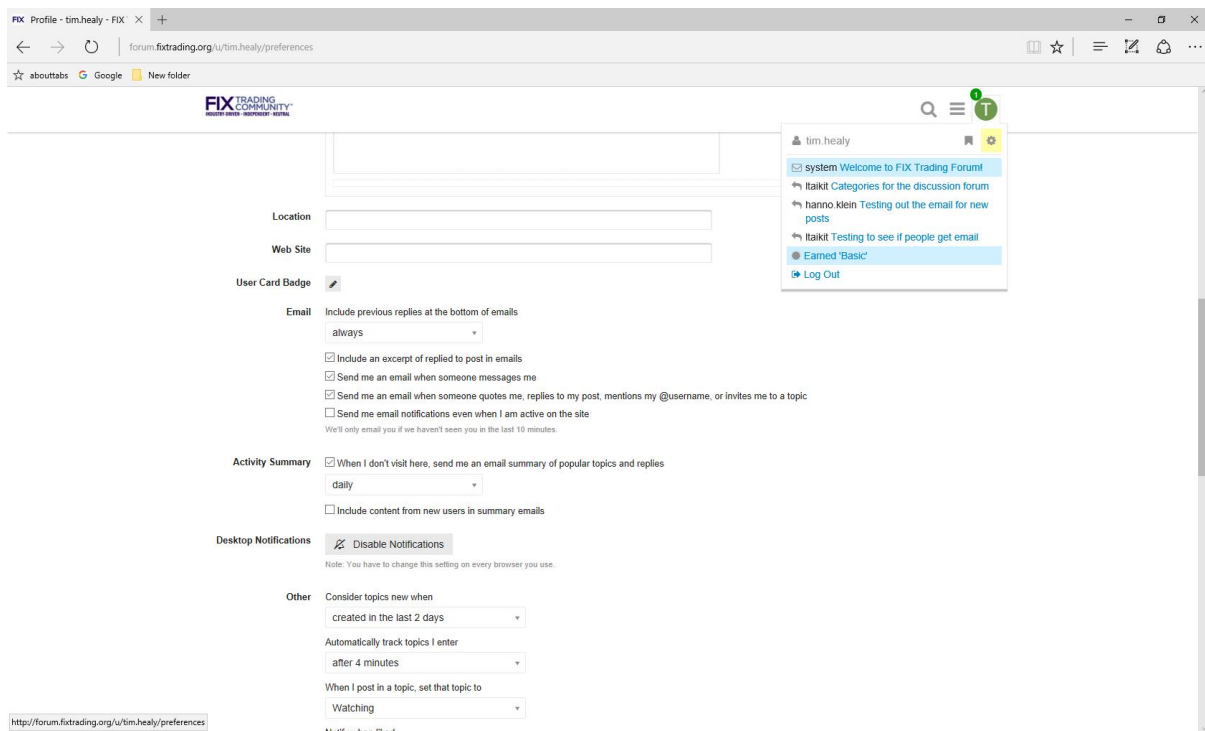 FIX Profile - tim.healy - FIX
forum.fixtrading.org/u/tim.healy/preferences
abouttabs Google New folder
FIX TRADING COMMUNITY
INDUSTRY-DRIVEN • INDEPENDENT • NEUTRAL
1
T
tim.healy
system Welcome to FIX Trading Forum!
ltaikit Categories for the discussion forum
hanno.klein Testing out the email for new
posts
ltaikit Testing to see if people get email
Earned 'Basic'
Log Out
Location
Web Site
User Card Badge
Email Include previous replies at the bottom of emails
always
Include an excerpt of replied to post in emails
Send me an email when someone messages me
Send me an email when someone quotes me, replies to my post, mentions my @username, or invites me to a topic
Send me email notifications even when I am active on the site
We'll only email you if we haven't seen you in the last 10 minutes.
Activity Summary When I don't visit here, send me an email summary of popular topics and replies
daily
Include content from new users in summary emails
Desktop Notifications Disable Notifications
Note: You have to change this setting on every browser you use.
Other Consider topics new when
created in the last 2 days
Automatically track topics I enter
after 4 minutes
When I post in a topic, set that topic to
Watching
http://forum.fixtrading.org/u/tim.healy/preferences